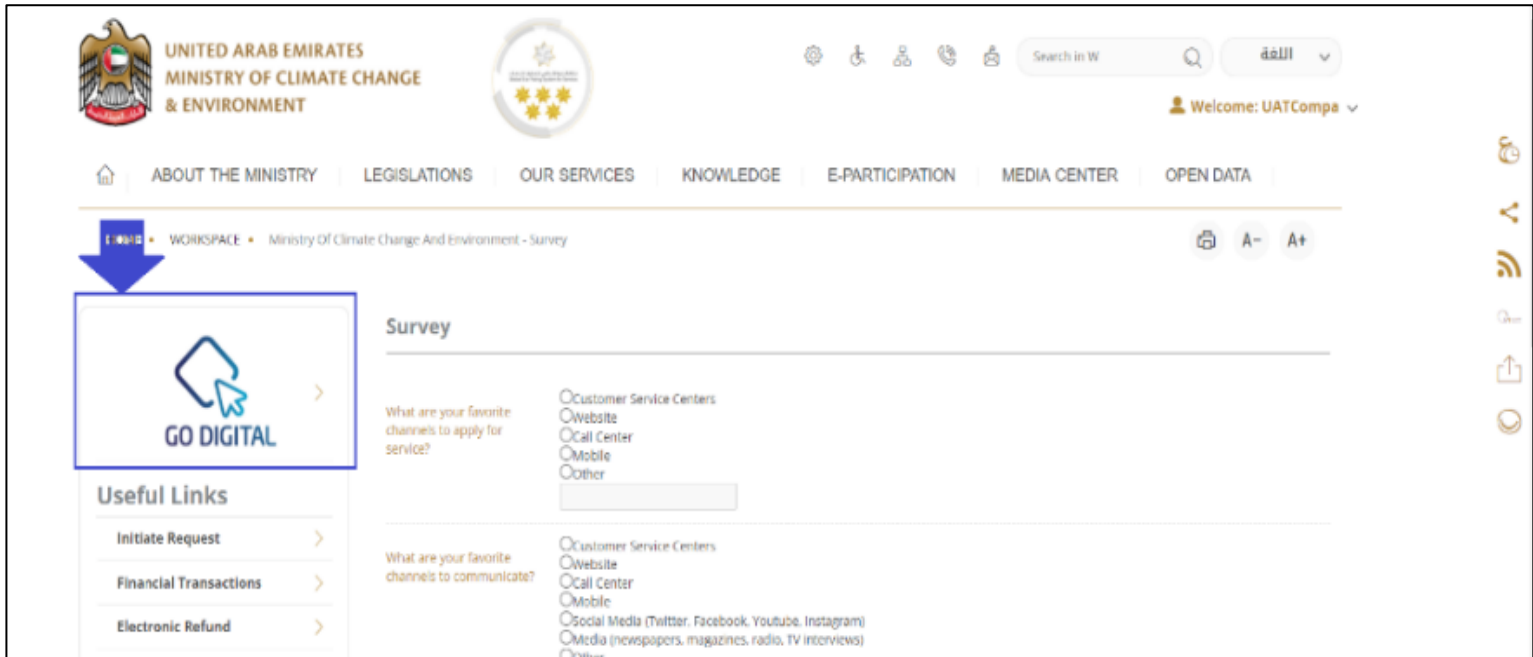 UNITED ARAB EMIRATES
MINISTRY OF CLIMATE CHANGE
& ENVIRONMENT
Search in W
اللغة
Welcome: UATCompa
ABOUT THE MINISTRY
LEGISLATIONS
OUR SERVICES
KNOWLEDGE
E-PARTICIPATION
MEDIA CENTER
OPEN DATA
WORKSPACE • Ministry Of Climate Change And Environment - Survey
A-
A+
GO DIGITAL
Useful Links
Initiate Request
Financial Transactions
Electronic Refund
Survey
What are your favorite
channels to apply for
service?
Customer Service Centers
Website
Call Center
Mobile
Other
What are your favorite
channels to communicate?
Customer Service Centers
Website
Call Center
Mobile
Social Media (Twitter, Facebook, Youtube, Instagram)
Media (newspapers, magazines, radio, TV interviews)
Other